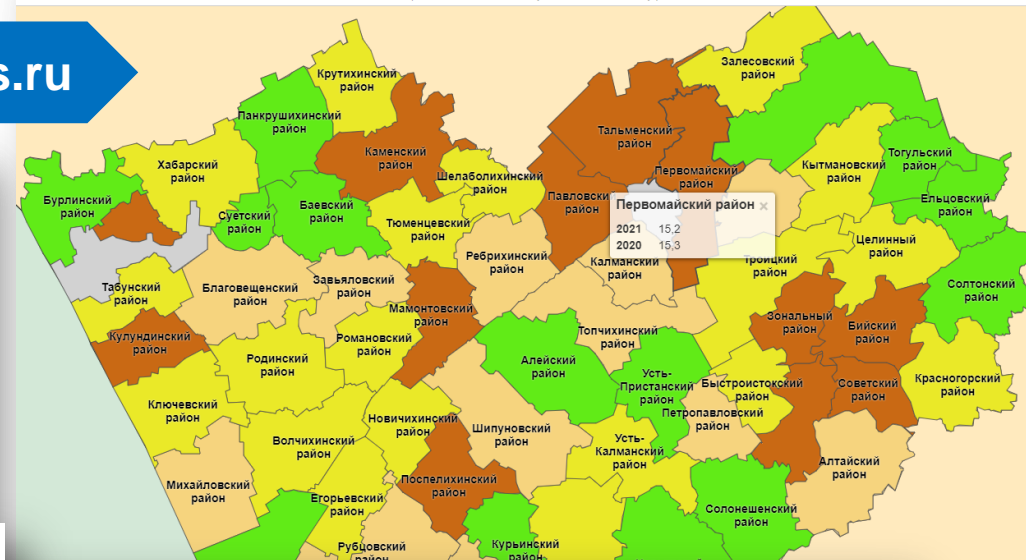 s.ru
Залесовский
район
Крутихинский
район
Панкрушихинский
район
Тальменский
район
Каменский
район
Хабарский
район
Кытмановский
район
Тогульский
район
Шелаболихинский
район
Первомайский
район
Бурлинский
район
Суетский
район
Баевский
район
Павловски
район
Ельцовский
район
Первомайский район ×
2021 15,2
2020 15,3
Тюменцевский
район
Целинный
район
Ребрихинский
район
Калманский
район
Троицкий
район
Табунский
район
Благовещенский
район
Завьяловский
район
Солтонский
район
Мамонтовский
район
Зональный
район
Бийский
район
Кулундинский
район
Романовский
район
Топчихинский
район
Родинский
район
Алейский
район
Усть-
Пристанский
район
Быстроистокский
район
Советский
район
Красногорский
район
Ключевский
район
Новичихинский
район
Петропавловский
район
Шипуновский
район
Волчихинский
район
Усть-
Калманский
район
Алтайский
район
Михайловский
район
Поспелихинский
район
Егорьевский
район
Солонешенский
район
Рубцовский
район
Курьинский
район